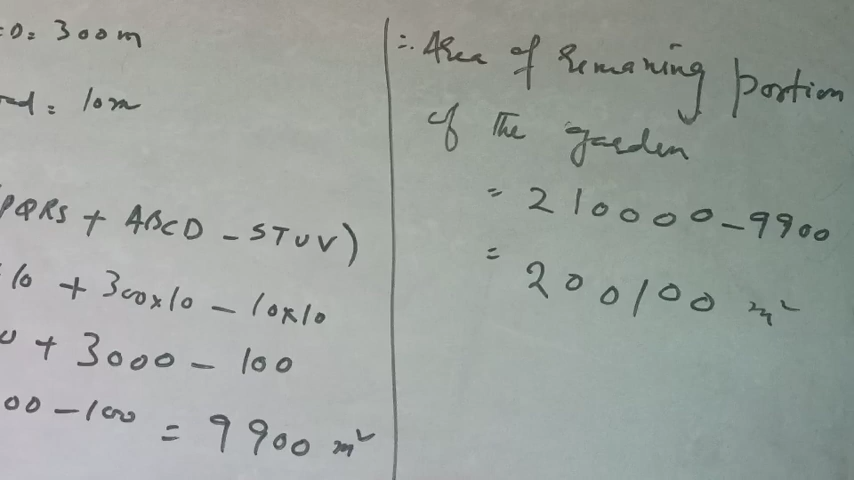 = 300m
= 10m
PQRS + ABCD - STUV)
10 + 300x10 - 10x10
0 + 3000 - 100
00 - 100 = 9900 m²
∴ Area of Remaning portion
of the garden
= 210000 - 9900
= 200100 m²